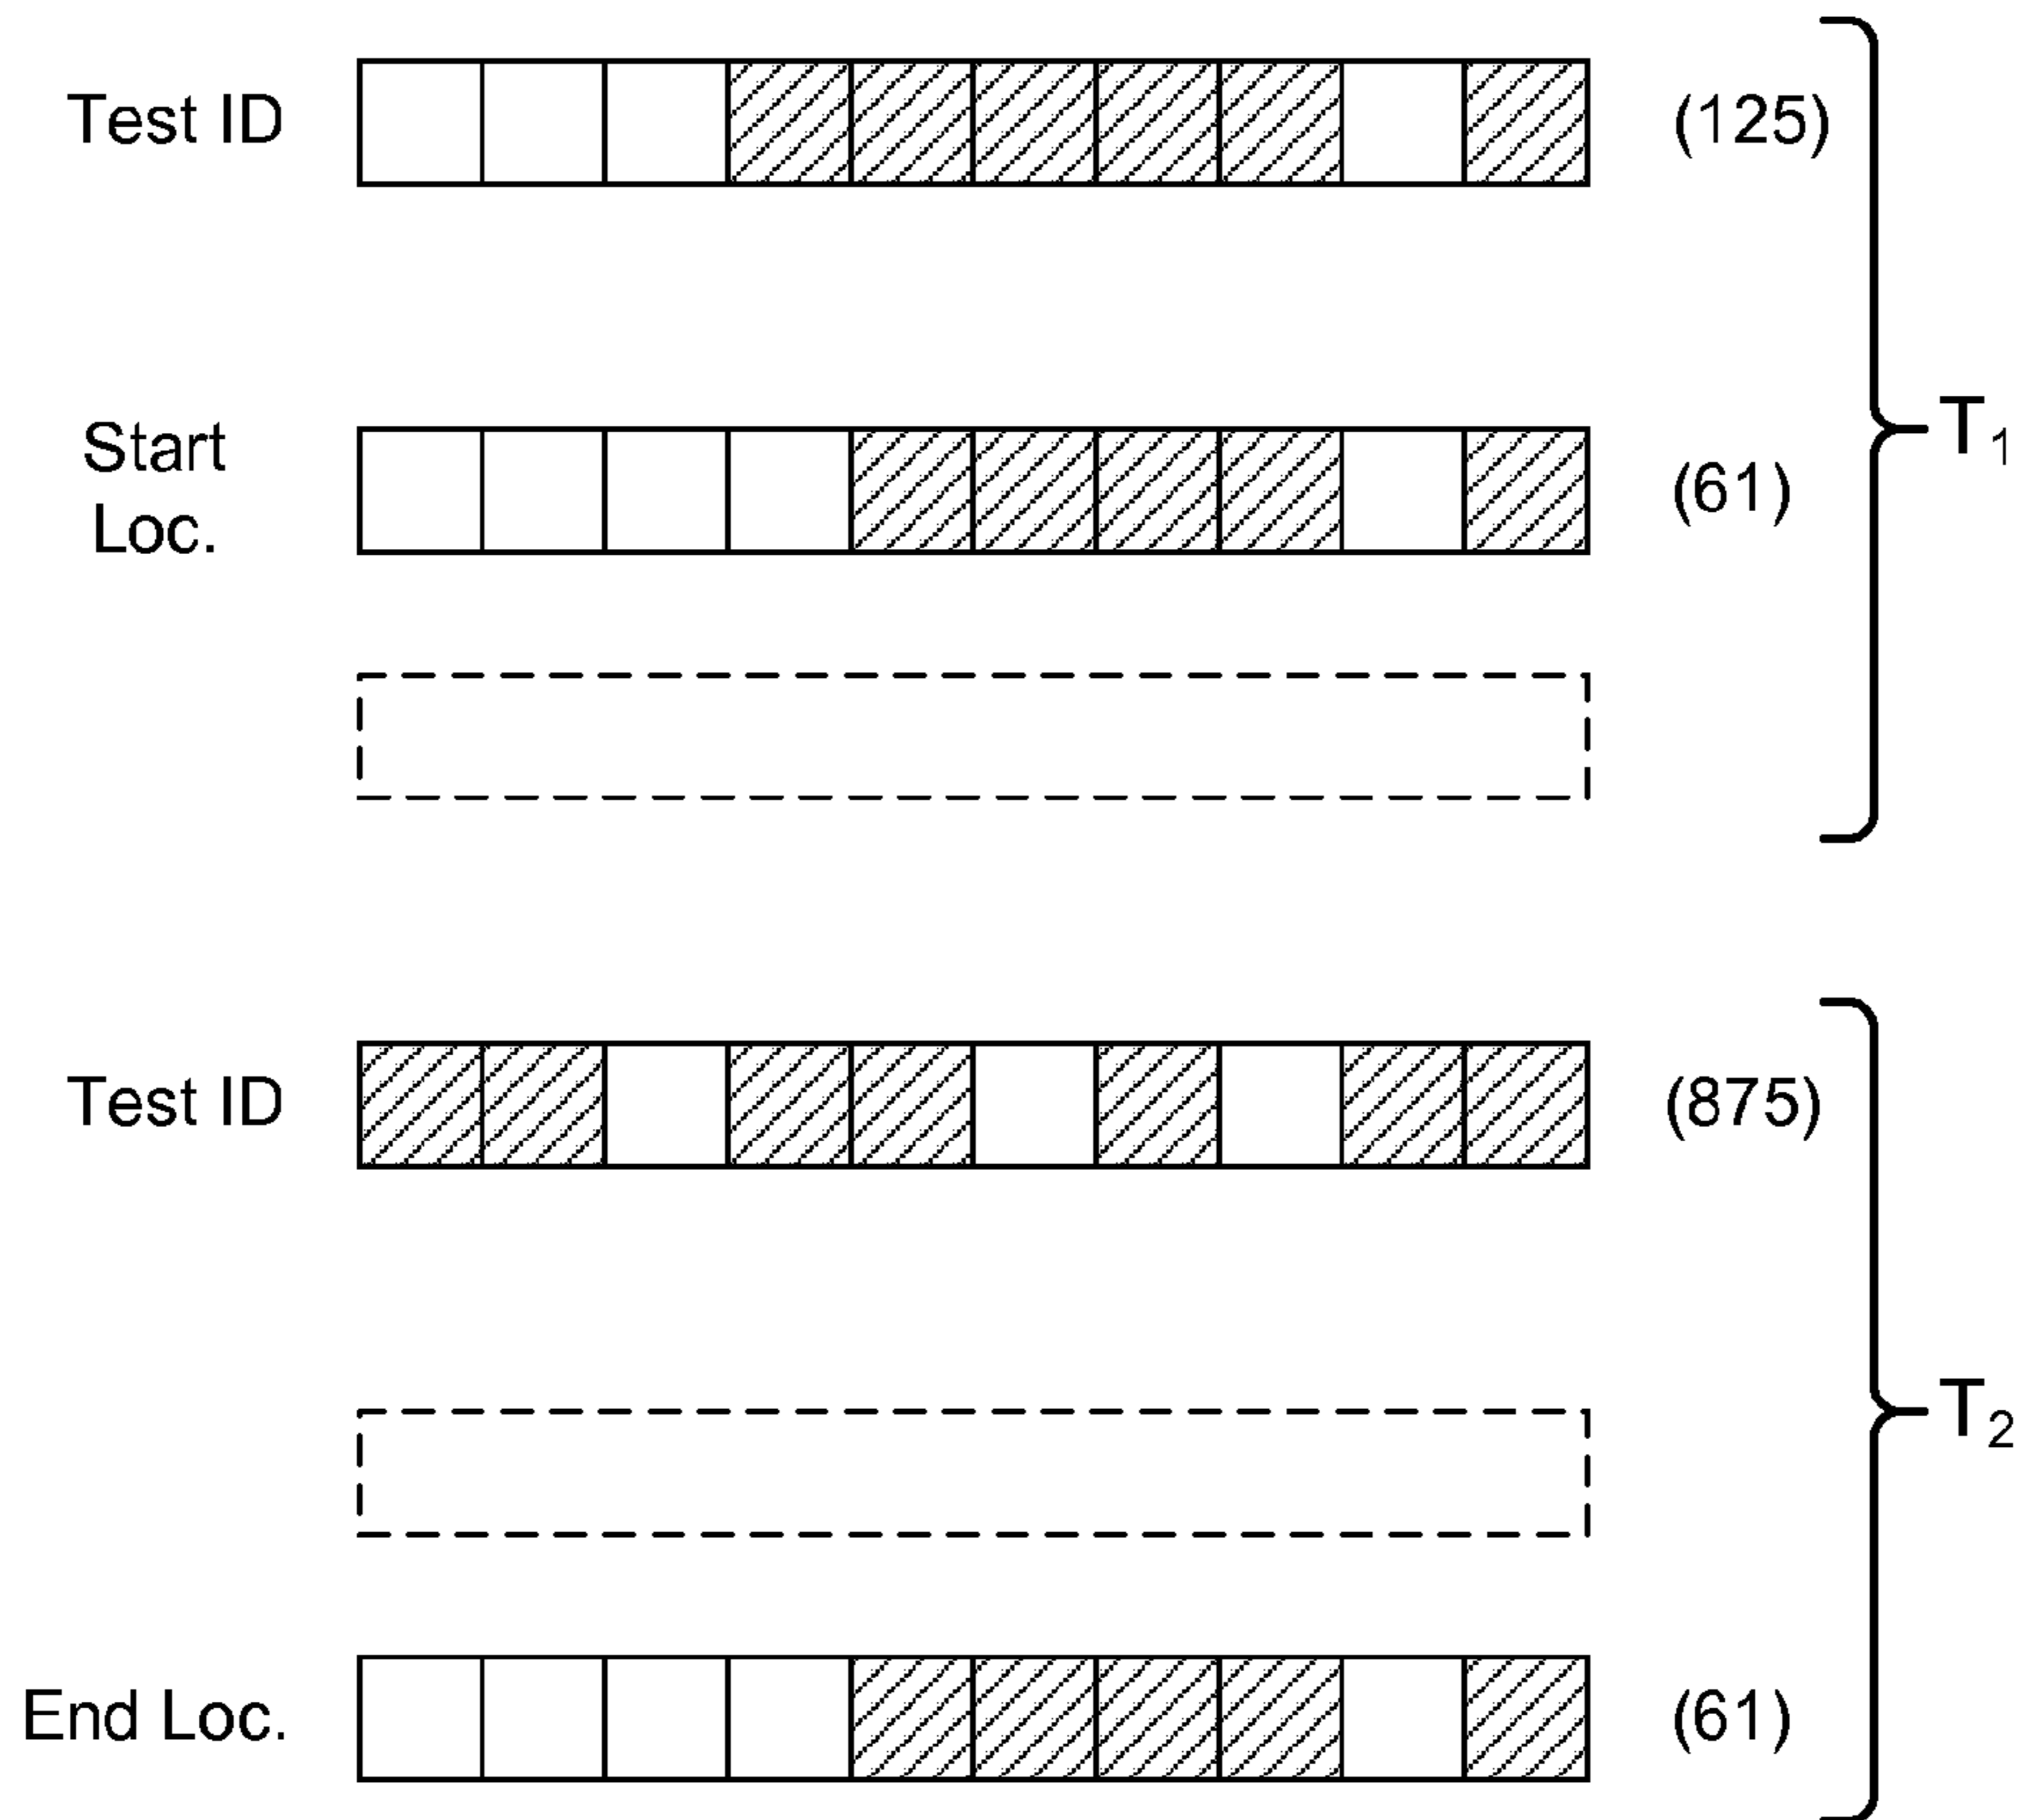 Test ID (125)
Start
Loc. (61)
T1
Test ID (875)
T2
End Loc. (61)